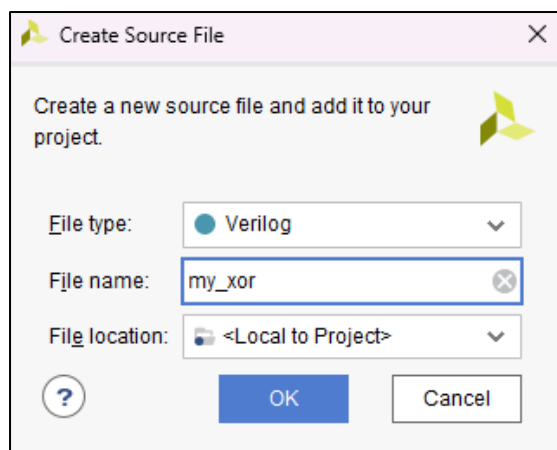 Create Source File
Create a new source file and add it to your
project.
File type: Verilog
File name: my_xor
File location: <Local to Project>
? OK Cancel